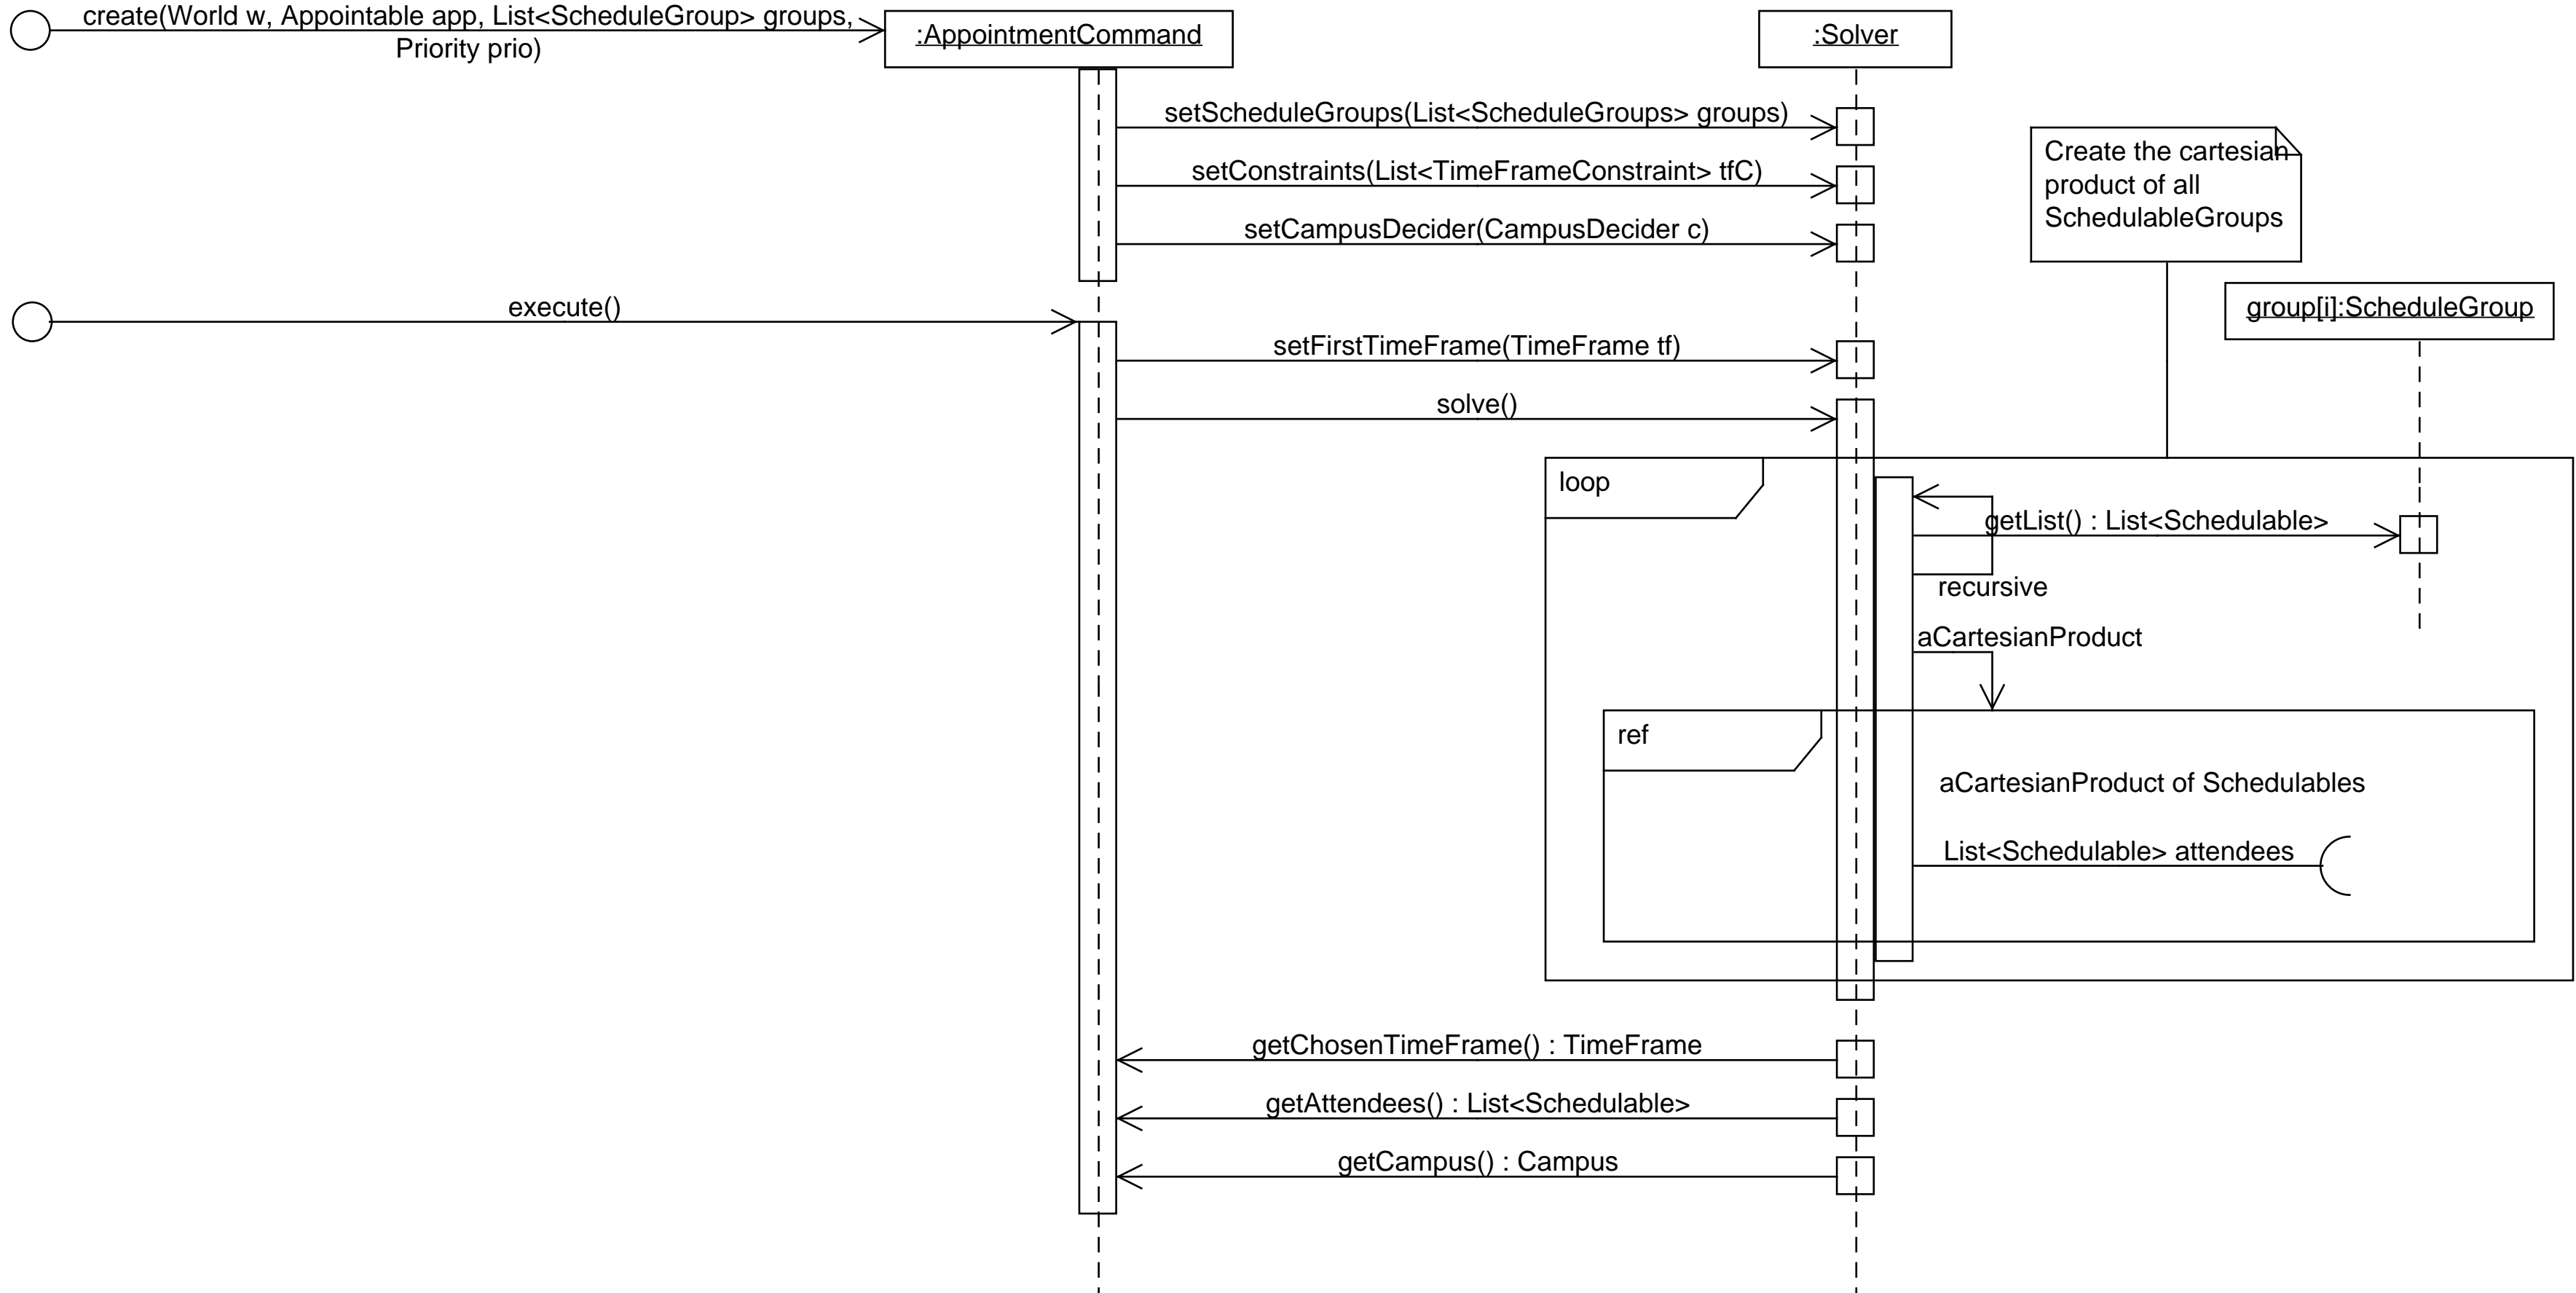 create(World w, Appointable app, List<ScheduleGroup> groups,
Priority prio)
:AppointmentCommand
:Solver
setScheduleGroups(List<ScheduleGroups> groups)
setConstraints(List<TimeFrameConstraint> tfC)
setCampusDecider(CampusDecider c)
Create the cartesian
product of all
SchedulableGroups
execute()
group[i]:ScheduleGroup
setFirstTimeFrame(TimeFrame tf)
solve()
loop
getList() : List<Schedulable>
recursive
aCartesianProduct
ref
aCartesianProduct of Schedulables
List<Schedulable> attendees
getChosenTimeFrame() : TimeFrame
getAttendees() : List<Schedulable>
getCampus() : Campus